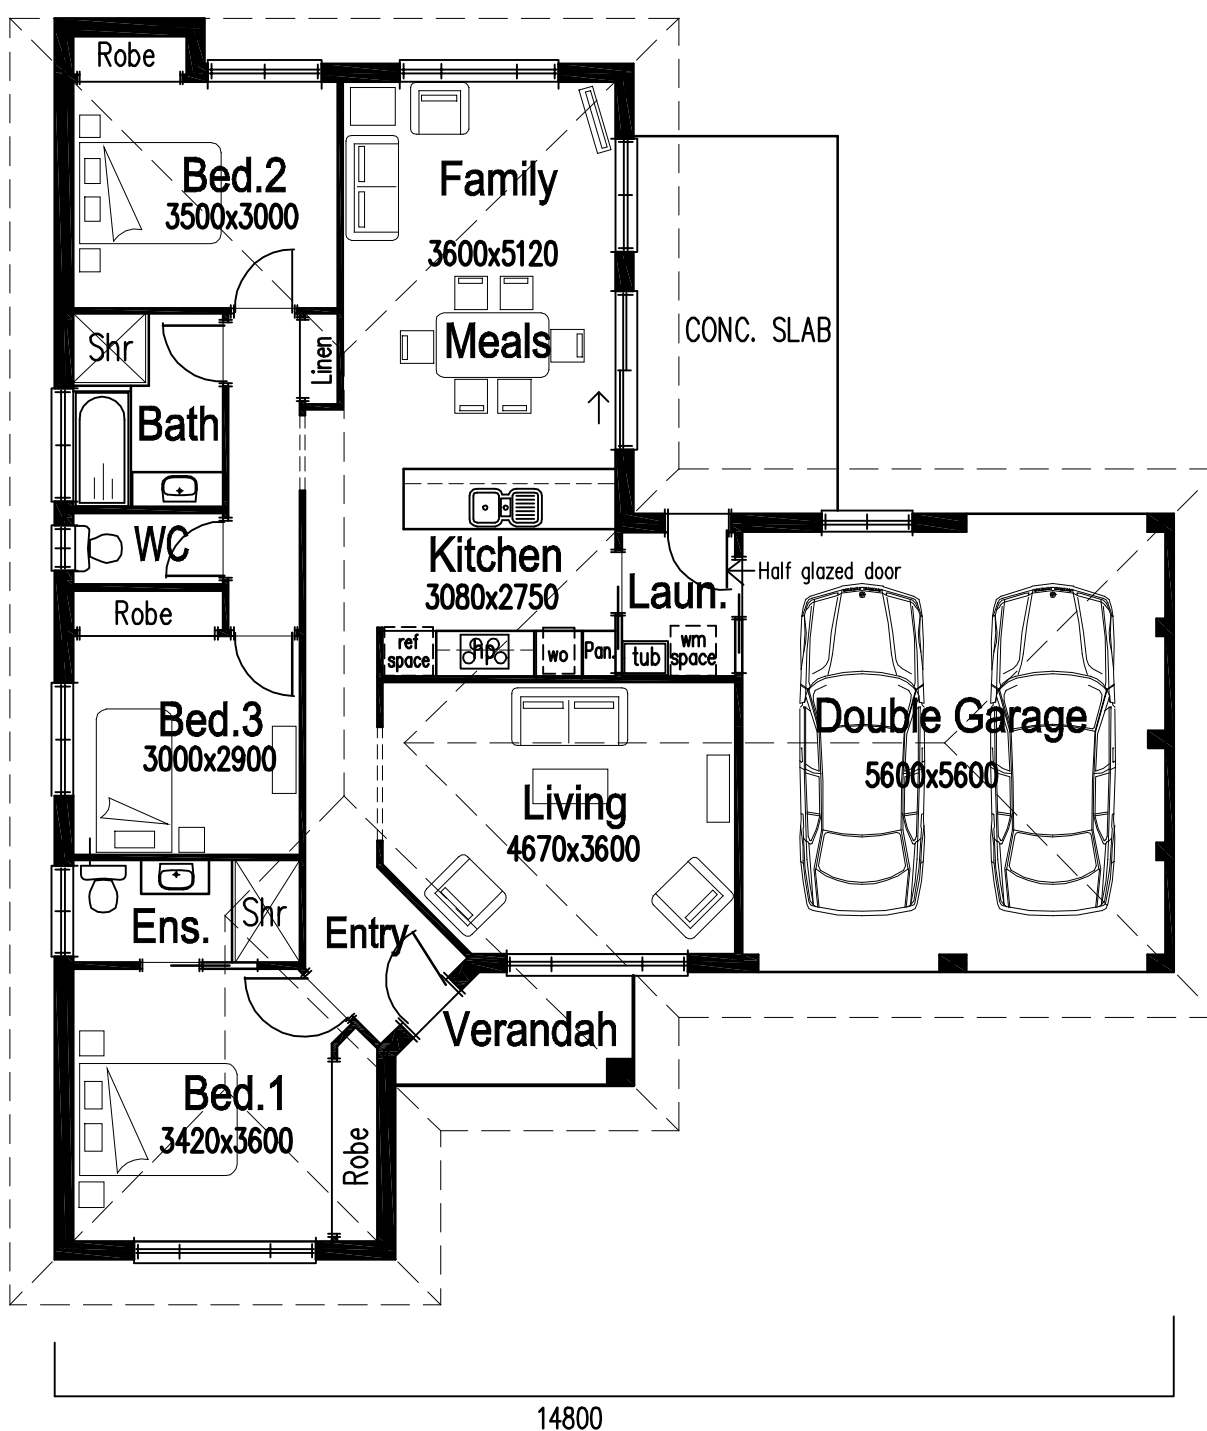 Robe
Bed.2
3500x3000
Family
3600x5120
Meals
CONC. SLAB
Shr
Linen
Bath
WC
Kitchen
3080x2750
Laun.
Half glazed door
Robe
ref
space
hp
wo
Pan.
tub
wm
space
Bed.3
3000x2900
Double Garage
5600x5600
Living
4670x3600
Ens.
Shr
Entry
Verandah
Bed.1
3420x3600
Robe
14800